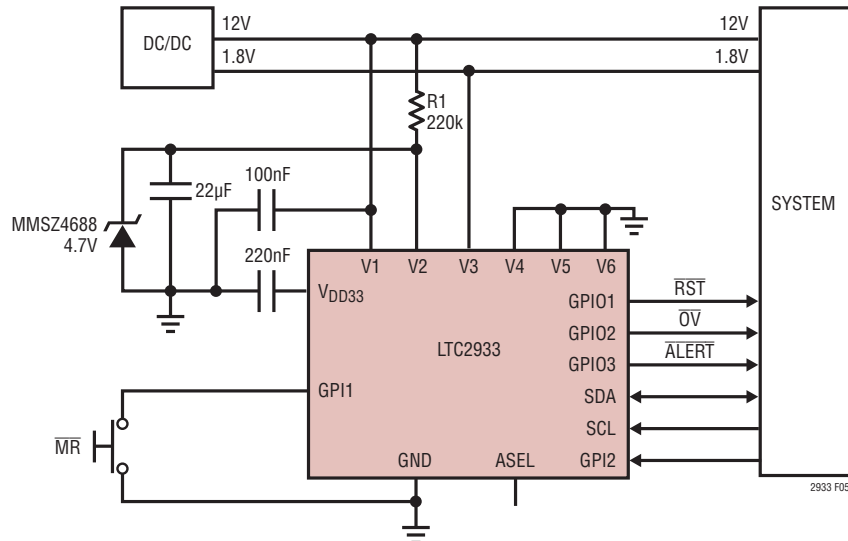 DC/DC
12V
1.8V
12V
1.8V
R1
220k
100nF
22µF
MMSZ4688
4.7V
220nF
SYSTEM
V1
V2
V3
V4
V5
V6
VDD33
GPIO1
RST
GPIO2
OV
LTC2933
GPIO3
ALERT
GPI1
SDA
SCL
MR
GND
ASEL
GPI2
2933 F05